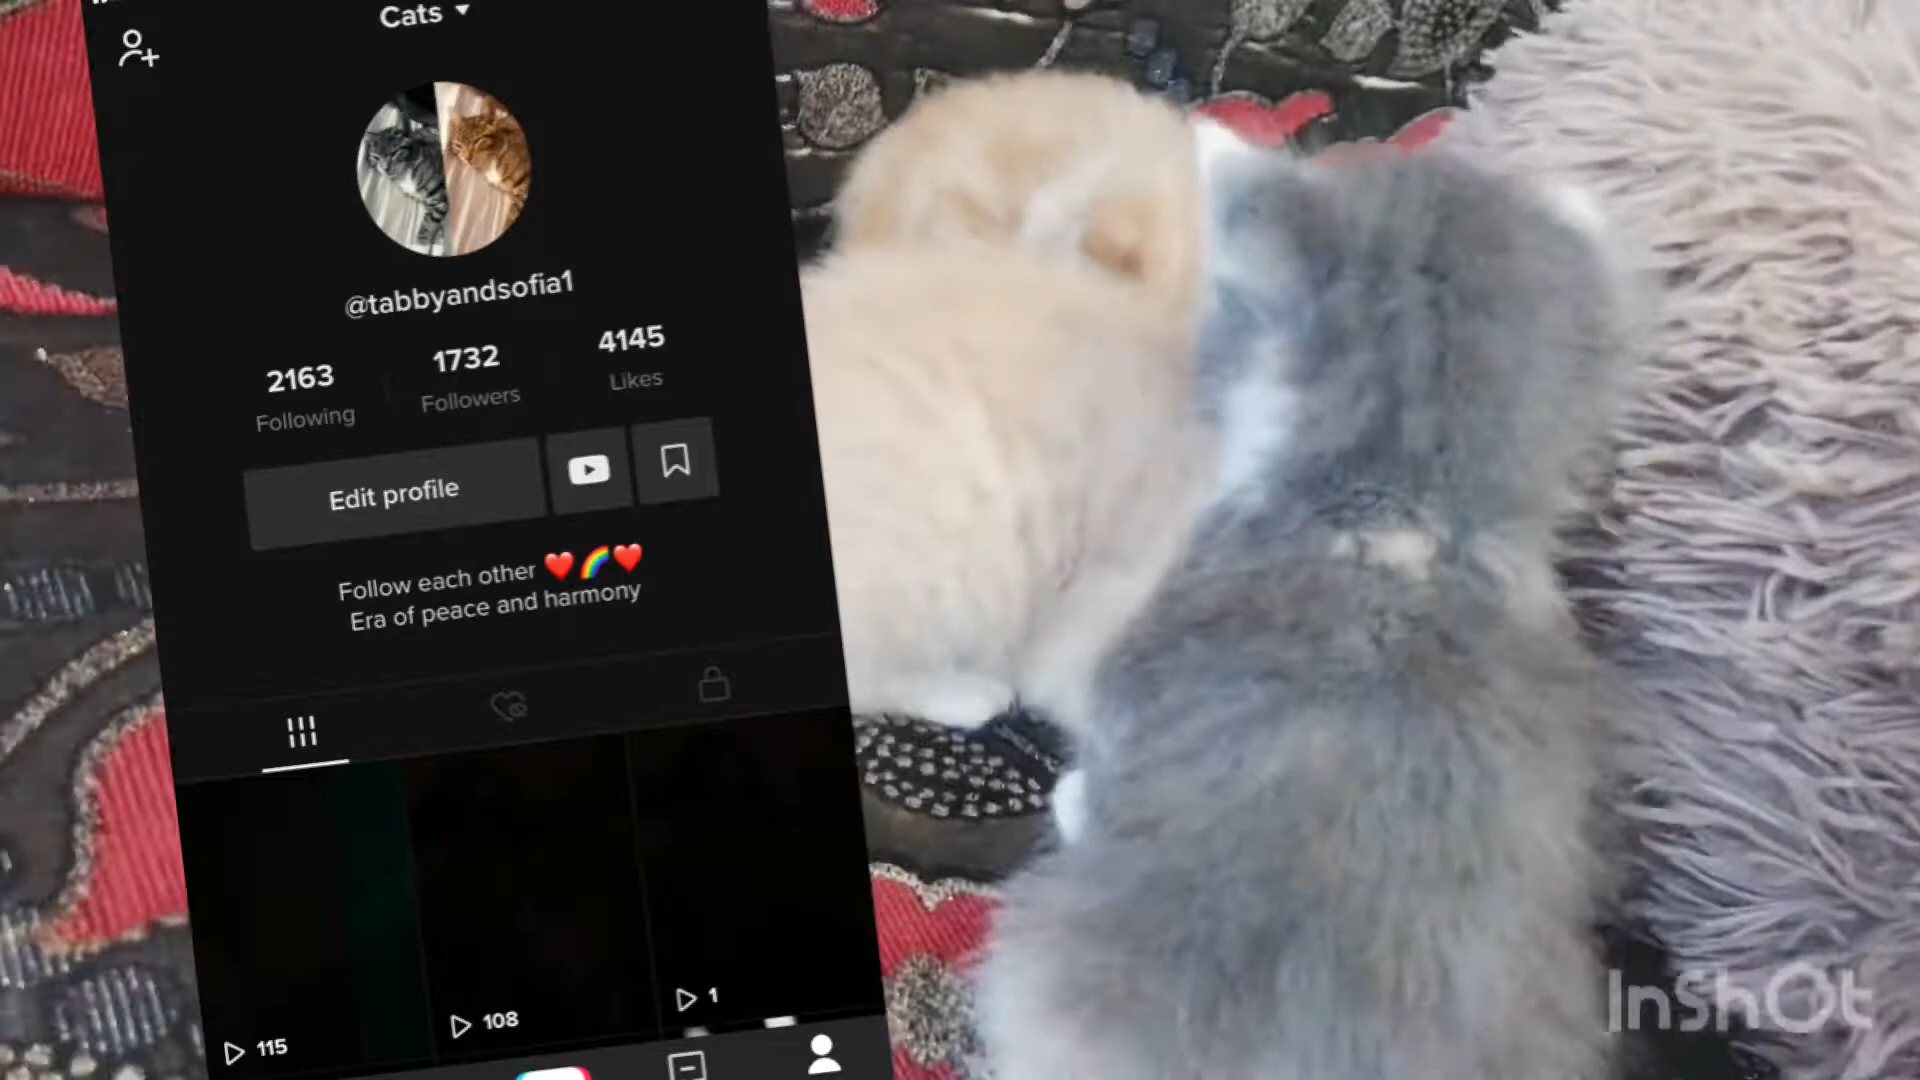 Cats
@tabbyandsofia1
2163 1732 4145
Following Followers Likes
Edit profile
Follow each other ❤️🌈❤️
Era of peace and harmony
115 108 1
InShOt